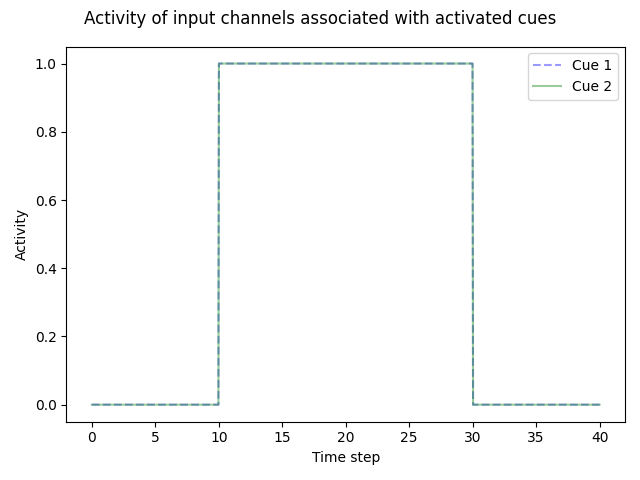 Activity of input channels associated with activated cues
Cue 1
Cue 2
1.0
0.8
0.6
0.4
0.2
0.0
Activity
0 5 10 15 20 25 30 35 40
Time step